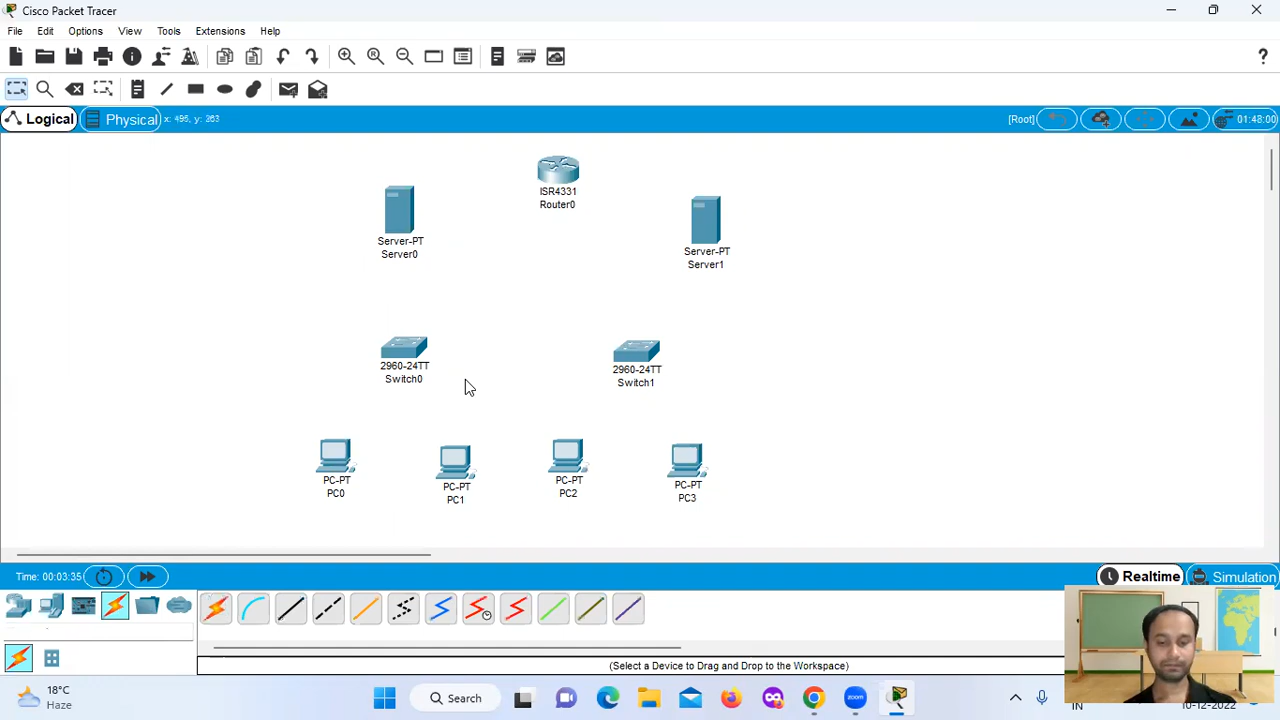 Cisco Packet Tracer
File Edit Options View Tools Extensions Help
?
Logical Physical x: 495, y: 263 [Root] 01:48:00
ISR4331
Router0
Server-PT
Server0
Server-PT
Server1
2960-24TT
Switch0
2960-24TT
Switch1
PC-PT
PC0
PC-PT
PC1
PC-PT
PC2
PC-PT
PC3
Time: 00:03:35 Realtime Simulation
(Select a Device to Drag and Drop to the Workspace)
18°C
Haze
Search
IN
10-12-2022